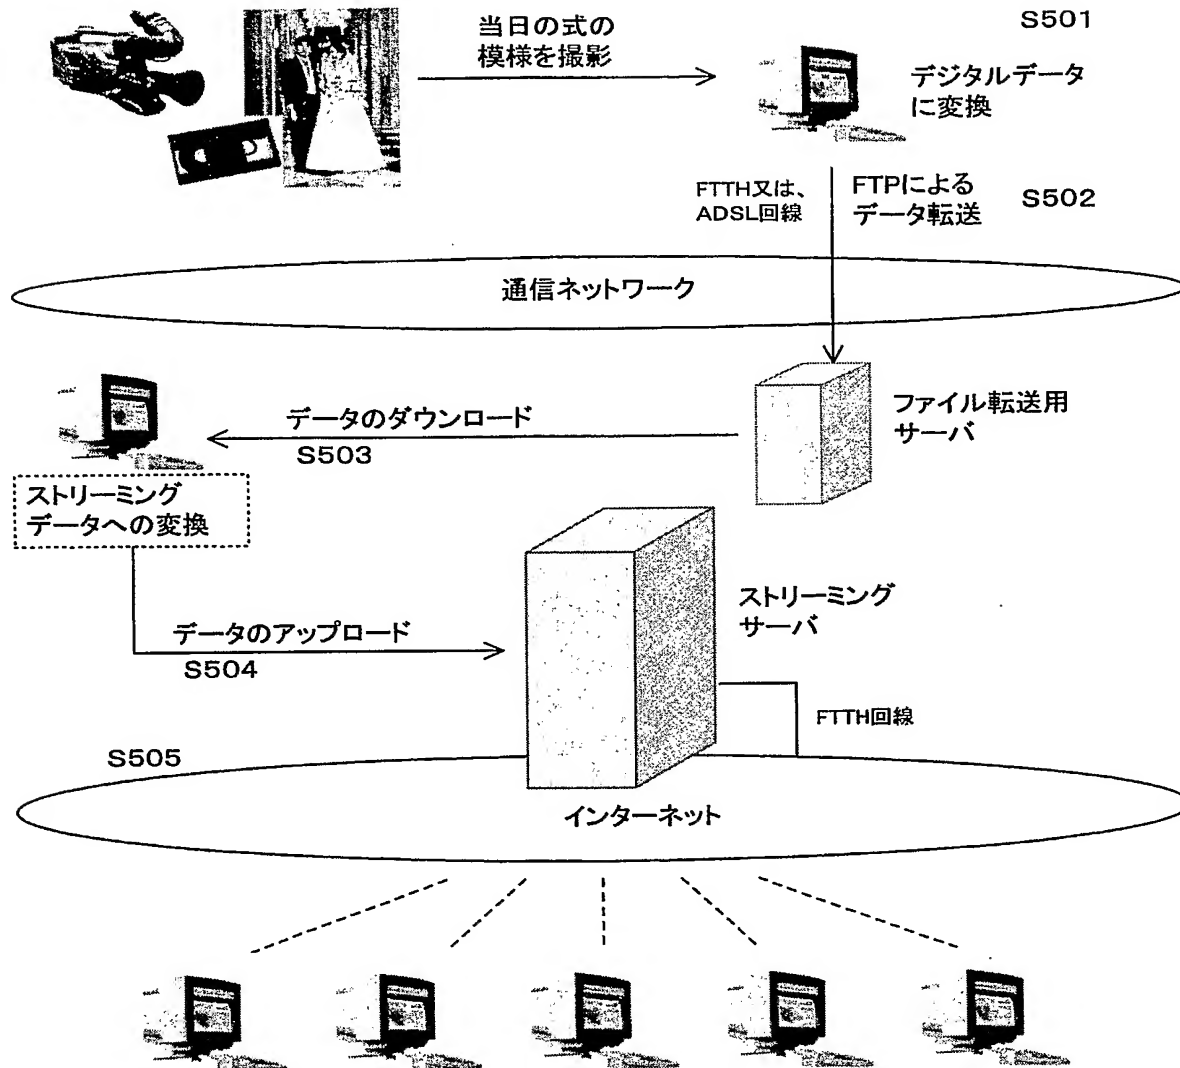 当日の式の
模様を撮影
S501
デジタルデータ
に変換
FTTH又は、
ADSL回線
FTPによる
データ転送
S502
通信ネットワーク
データのダウンロード
S503
ファイル転送用
サーバ
ストリーミング
データへの変換
ストリーミング
サーバ
データのアップロード
S504
FTTH回線
S505
インターネット